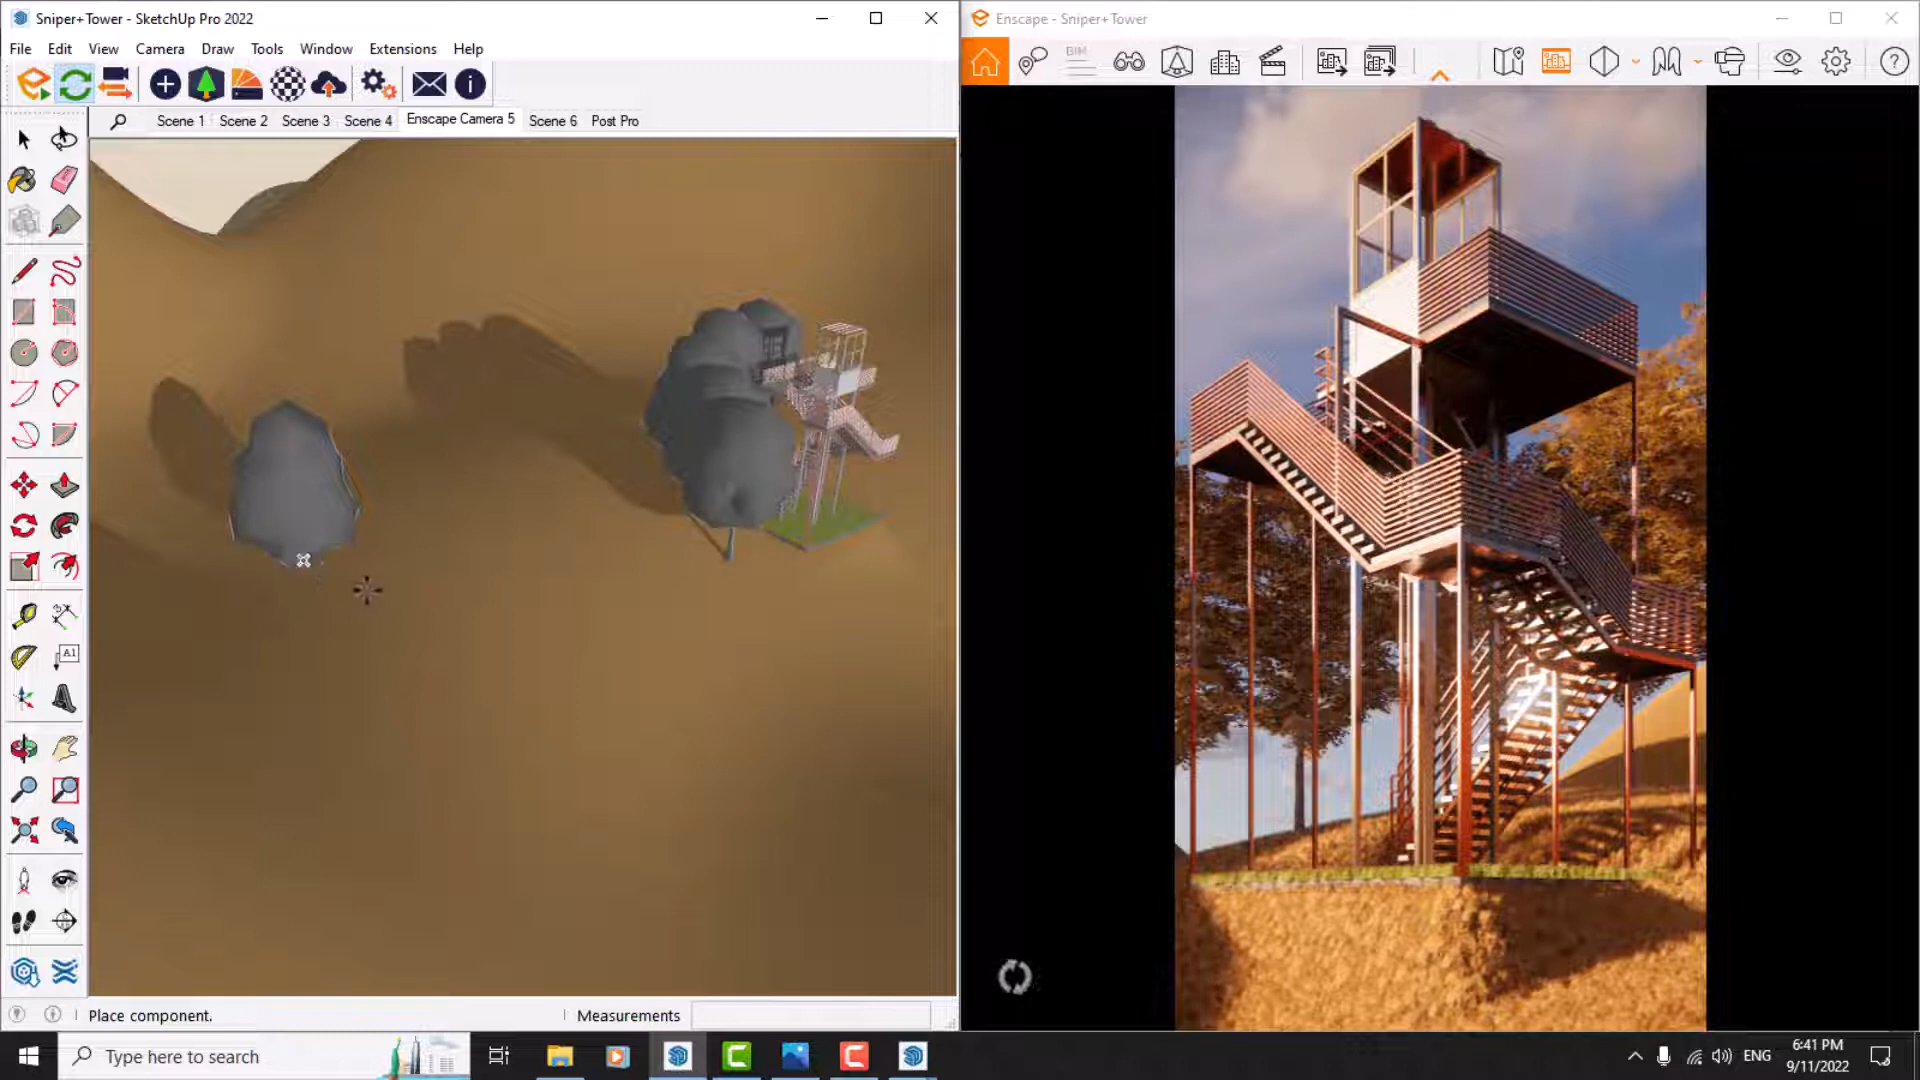 Sniper+Tower - SketchUp Pro 2022
Enscape - Sniper+Tower
File Edit View Camera Draw Tools Window Extensions Help
BIM
Scene 1 Scene 2 Scene 3 Scene 4 Enscape Camera 5 Scene 6 Post Pro
A1
Place component.
Measurements
Type here to search
ENG
6:41 PM
9/11/2022